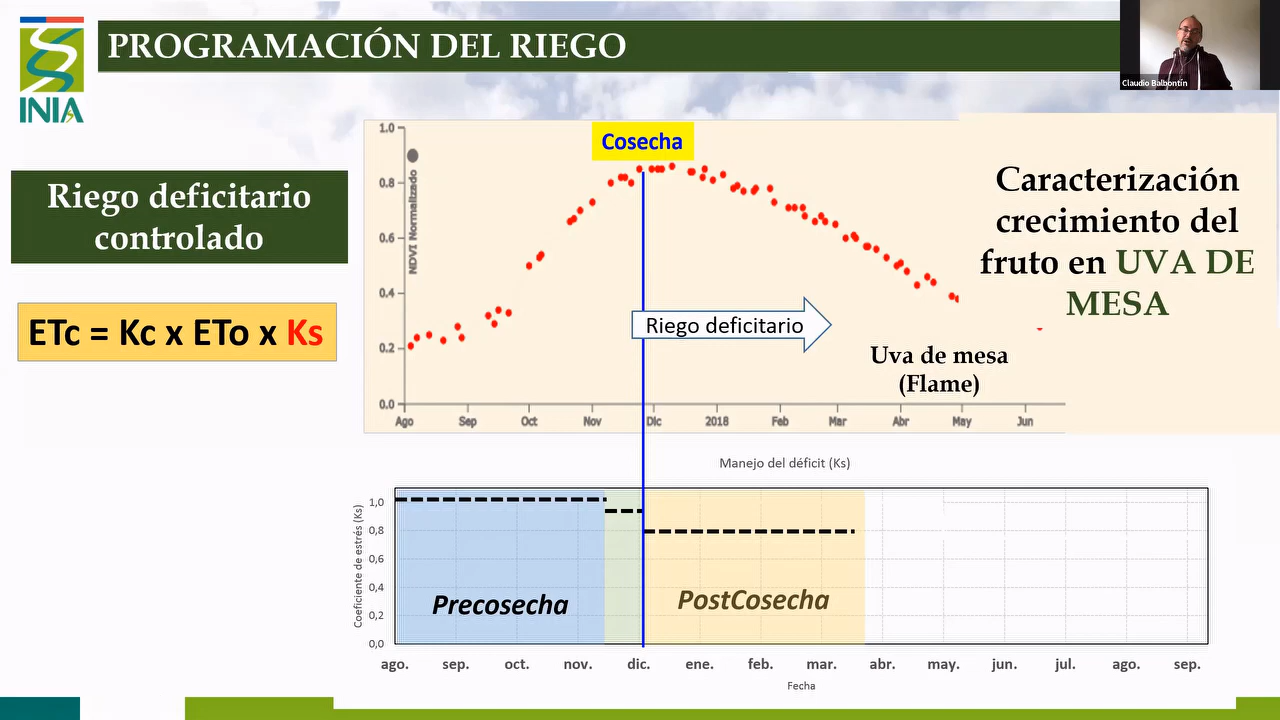 PROGRAMACIÓN DEL RIEGO
Claudio Balbontín
INIA
Riego deficitario
controlado
ETc = Kc x ETo x Ks
Cosecha
NDVI Normalizado
1.0
0.8
0.6
0.4
0.2
0.0
Riego deficitario
Uva de mesa
(Flame)
Ago Sep Oct Nov Dic 2018 Feb Mar Abr May Jun
Caracterización
crecimiento del
fruto en UVA DE
MESA
Manejo del déficit (Ks)
Coeficiente de estrés (Ks)
1,0
0,8
0,6
0,4
0,2
0,0
Precosecha
PostCosecha
ago. sep. oct. nov. dic. ene. feb. mar. abr. may. jun. jul. ago. sep.
Fecha